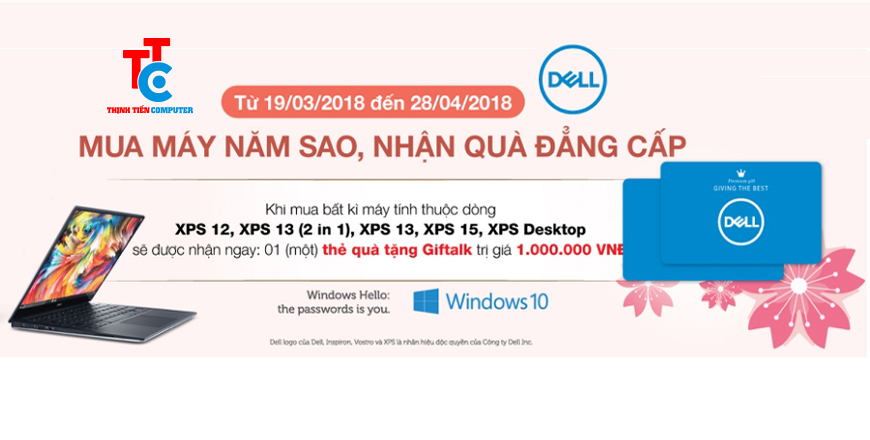 TTC
THỊNH TIẾN COMPUTER
DELL
Từ 19/03/2018 đến 28/04/2018
MUA MÁY NĂM SAO, NHẬN QUÀ ĐẲNG CẤP
Premium gift
GIVING THE BEST
DELL
Khi mua bất kì máy tính thuộc dòng
XPS 12, XPS 13 (2 in 1), XPS 13, XPS 15, XPS Desktop
sẽ được nhận ngay: 01 (một) thẻ quà tặng Giftalk trị giá 1.000.000 VNĐ
Windows Hello:
the passwords is you.
Windows 10
Dell logo của Dell, Inspiron, Vostro và XPS là nhãn hiệu độc quyền của Công ty Dell Inc.